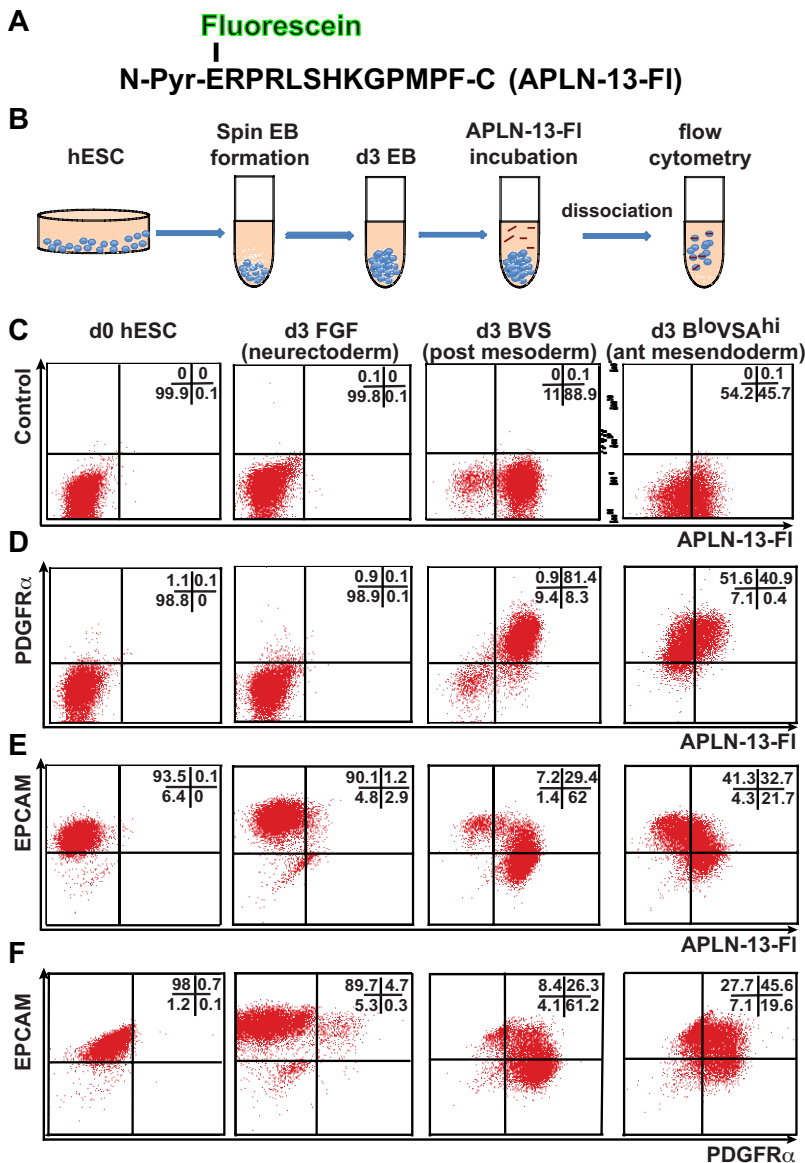 A
Fluorescein
N-Pyr-ERPRLSHKGPMPF-C (APLN-13-Fl)
B
hESC
Spin EB
formation
d3 EB
APLN-13-Fl
incubation
dissociation
flow
cytometry
C
d0 hESC
d3 FGF
(neurectoderm)
d3 BVS
(post mesoderm)
d3 BloVSAhi
(ant mesendoderm)
Control
0 0
99.9 0.1
0.1 0
99.8 0.1
0 0.1
11 88.9
0 0.1
54.2 45.7
APLN-13-Fl
D
PDGFRα
1.1 0.1
98.8 0
0.9 0.1
98.9 0.1
0.9 81.4
9.4 8.3
51.6 40.9
7.1 0.4
APLN-13-Fl
E
EPCAM
93.5 0.1
6.4 0
90.1 1.2
4.8 2.9
7.2 29.4
1.4 62
41.3 32.7
4.3 21.7
APLN-13-Fl
F
EPCAM
98 0.7
1.2 0.1
89.7 4.7
5.3 0.3
8.4 26.3
4.1 61.2
27.7 45.6
7.1 19.6
PDGFRα